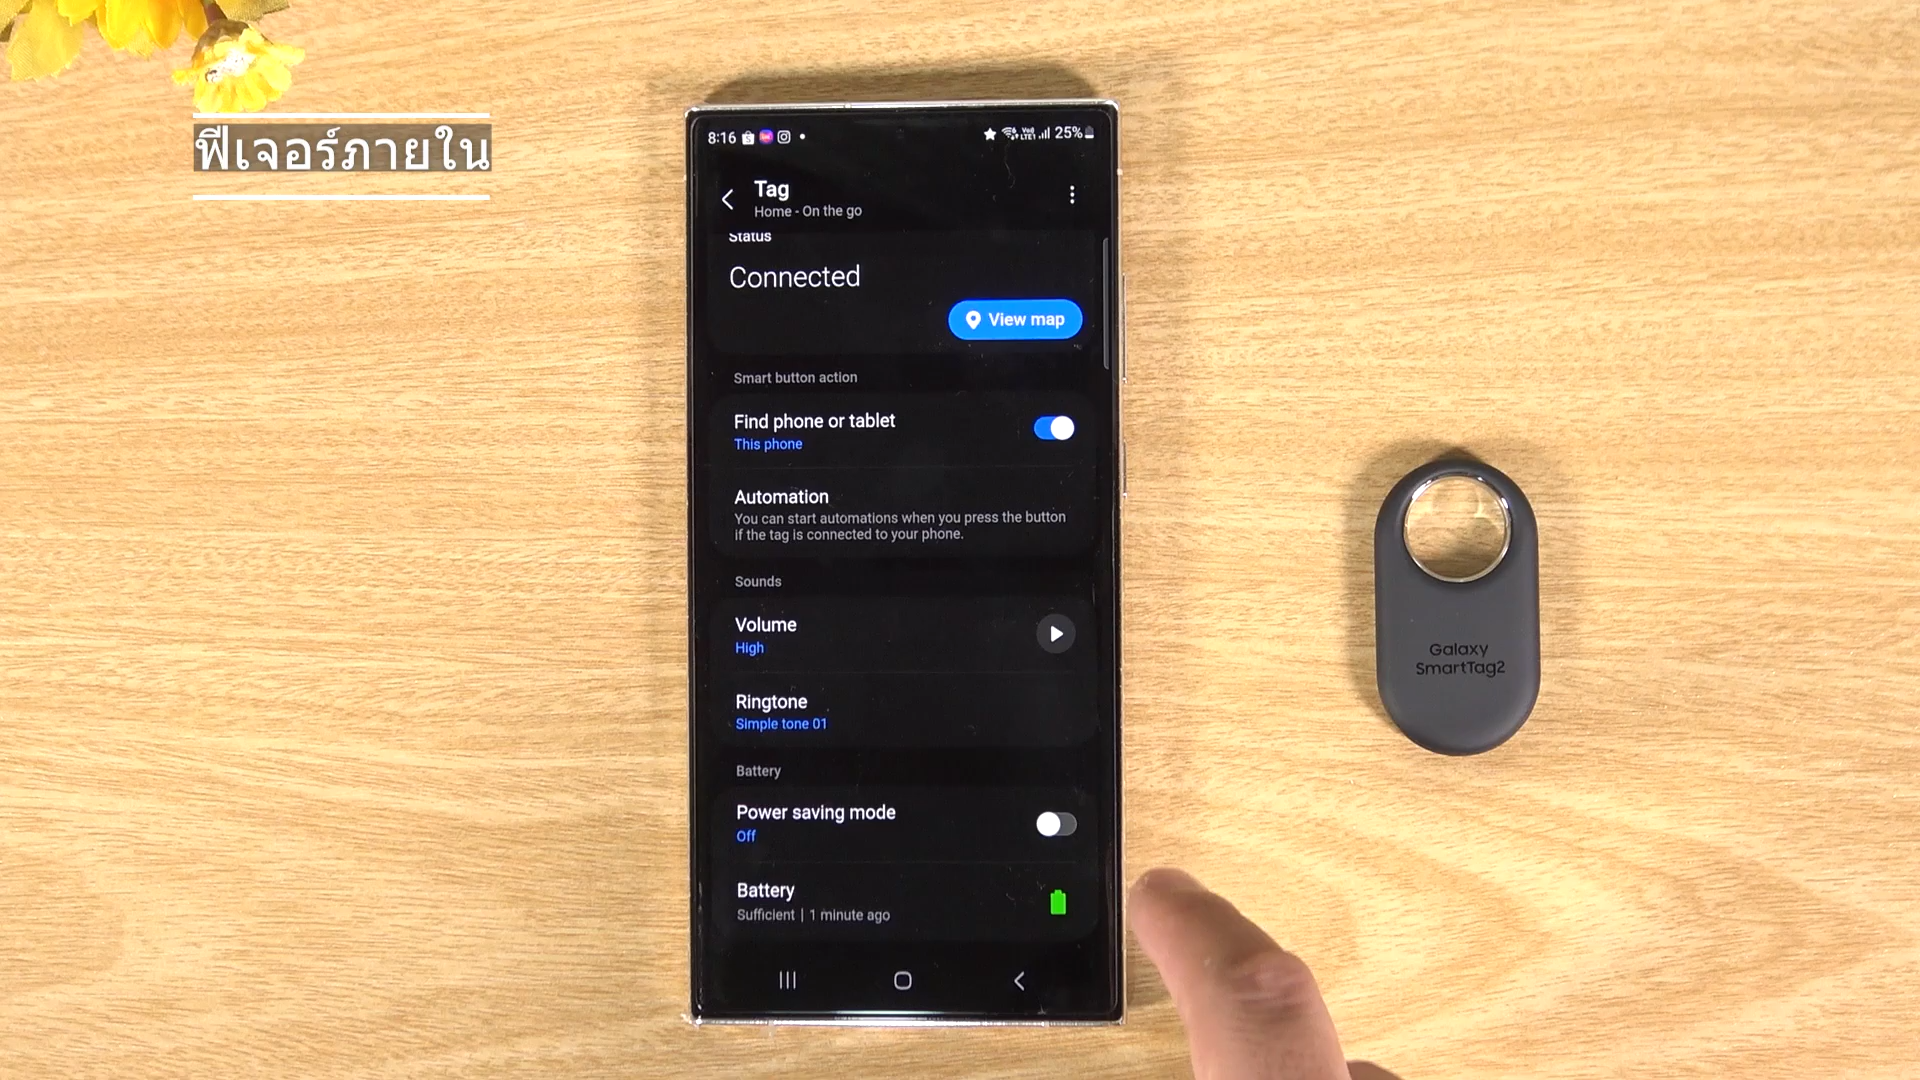 ฟีเจอร์ภายใน
8:16
25%
Tag
Home - On the go
Status
Connected
View map
Smart button action
Find phone or tablet
This phone
Automation
You can start automations when you press the button
if the tag is connected to your phone.
Sounds
Volume
High
Ringtone
Simple tone 01
Battery
Power saving mode
Off
Battery
Sufficient | 1 minute ago
Galaxy
SmartTag2